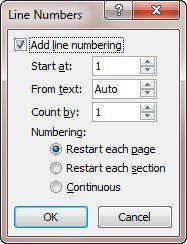 Line Numbers
Add line numbering
Start at: 1
From text: Auto
Count by: 1
Numbering:
Restart each page
Restart each section
Continuous
OK Cancel